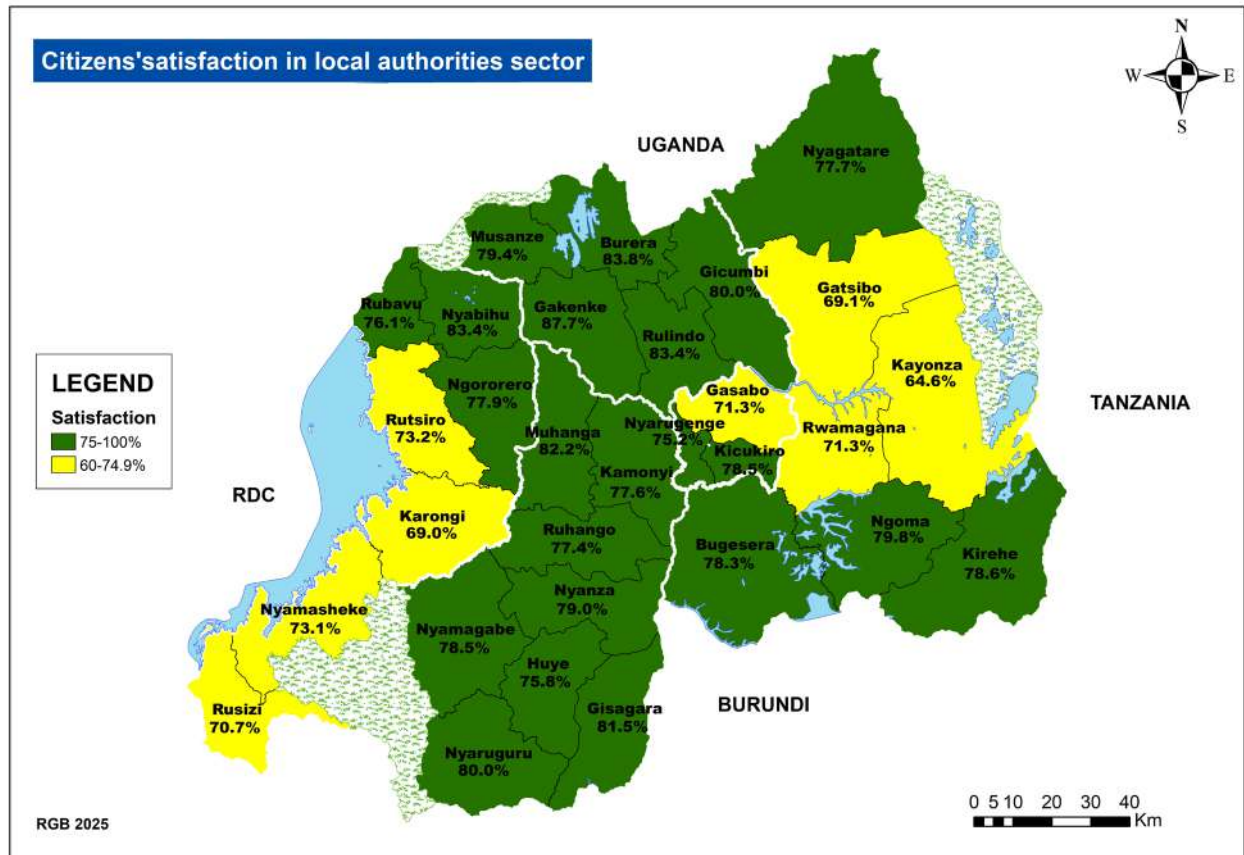 Citizens'satisfaction in local authorities sector
N
W E
S
UGANDA
Nyagatare
77.7%
Musanze
79.4%
Burera
83.8%
Gicumbi
80.0%
Gatsibo
69.1%
Rubavu
76.1%
Nyabihu
83.4%
Gakenke
87.7%
Rulindo
83.4%
Kayonza
64.6%
LEGEND
Satisfaction
75-100%
60-74.9%
Ngororero
77.9%
Rutsiro
73.2%
Gasabo
71.3%
TANZANIA
Muhanga
82.2%
Nyarugenge
75.2%
Kicukiro
78.5%
Rwamagana
71.3%
Kamonyi
77.6%
RDC
Karongi
69.0%
Ruhango
77.4%
Bugesera
78.3%
Ngoma
79.8%
Kirehe
78.6%
Nyamasheke
73.1%
Nyanza
79.0%
Nyamagabe
78.5%
Huye
75.8%
Rusizi
70.7%
Gisagara
81.5%
BURUNDI
Nyaruguru
80.0%
0 5 10 20 30 40
Km
RGB 2025